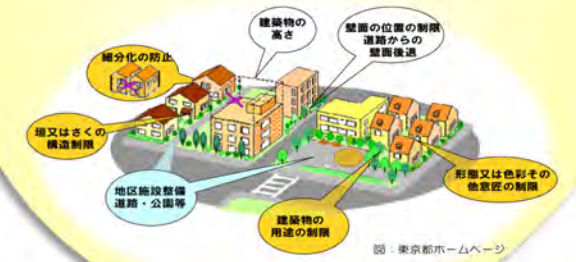 建築物の
高さ
壁面の位置の制限
道路からの
壁面後退
細分化の防止
垣又はさくの
構造制限
地区施設整備
道路・公園等
建築物の
用途の制限
形態又は色彩その
他意匠の制限
図：東京都ホームページ